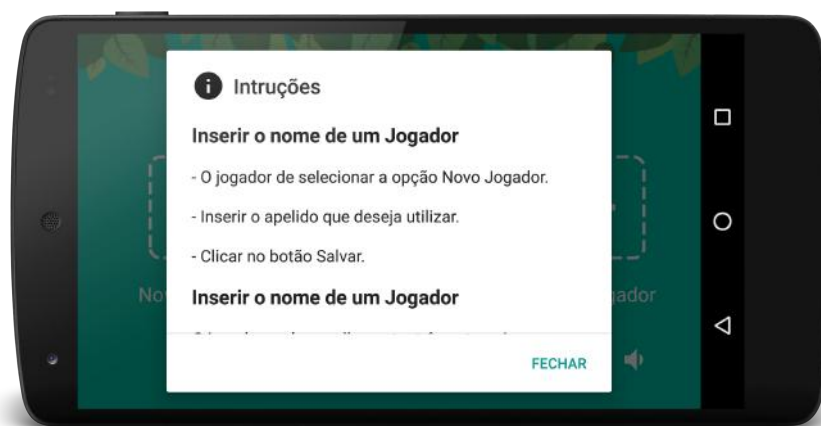 Intruções
Inserir o nome de um Jogador
- O jogador de selecionar a opção Novo Jogador.
- Inserir o apelido que deseja utilizar.
- Clicar no botão Salvar.
Inserir o nome de um Jogador
FECHAR